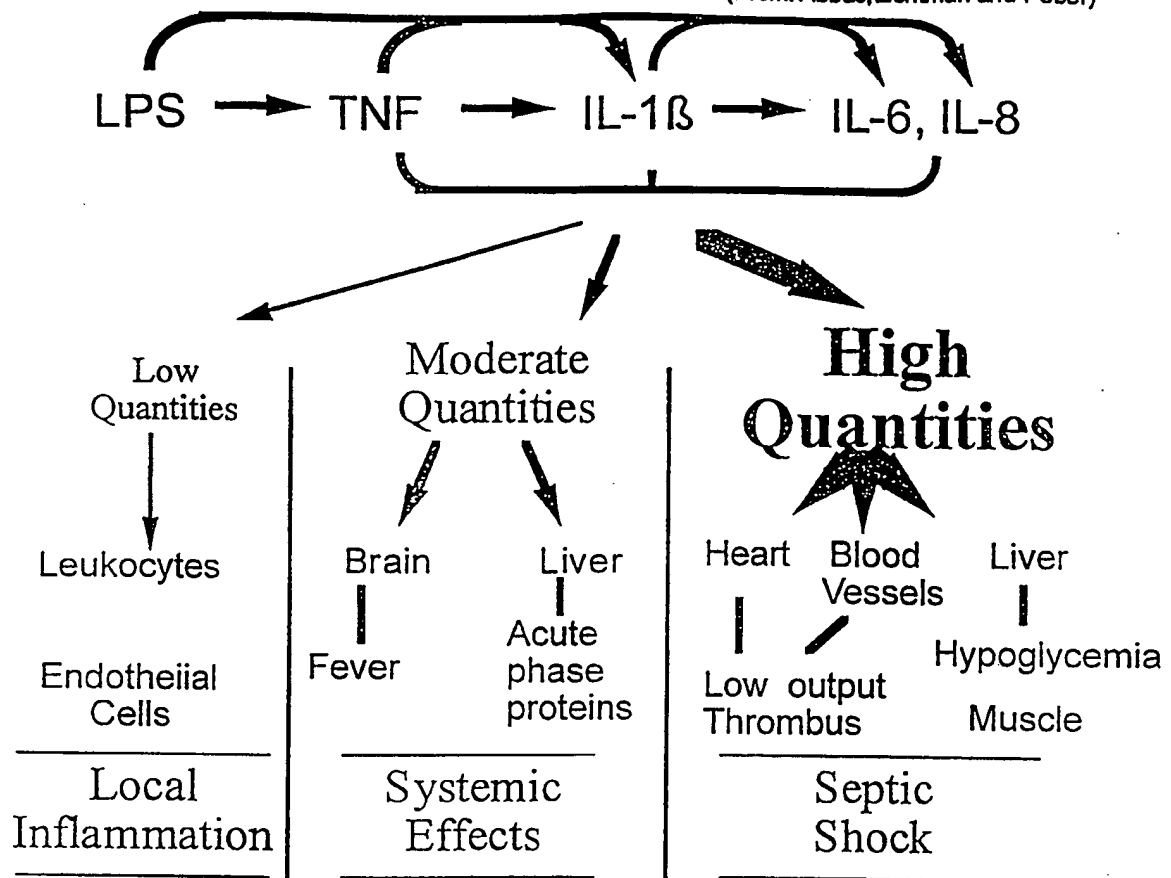 LPS TNF IL-1ß IL-6, IL-8
Low
Quantities
Leukocytes
Endotheiial
Cells
Local
Inflammation
Moderate
Quantities
Brain Liver
Fever
Acute
phase
proteins
Systemic
Effects
High
Quantities
Heart Blood
Vessels
Liver
Low output
Thrombus
Hypoglycemia
Muscle
Septic
Shock